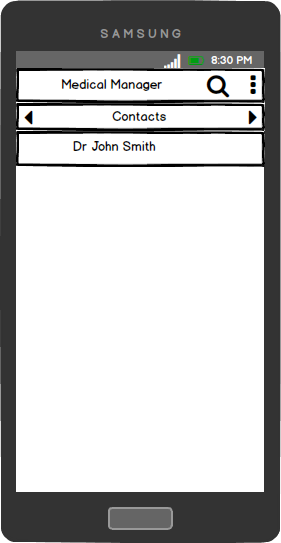 SAMSUNG
8:30 PM
Medical Manager
Contacts
Dr John Smith